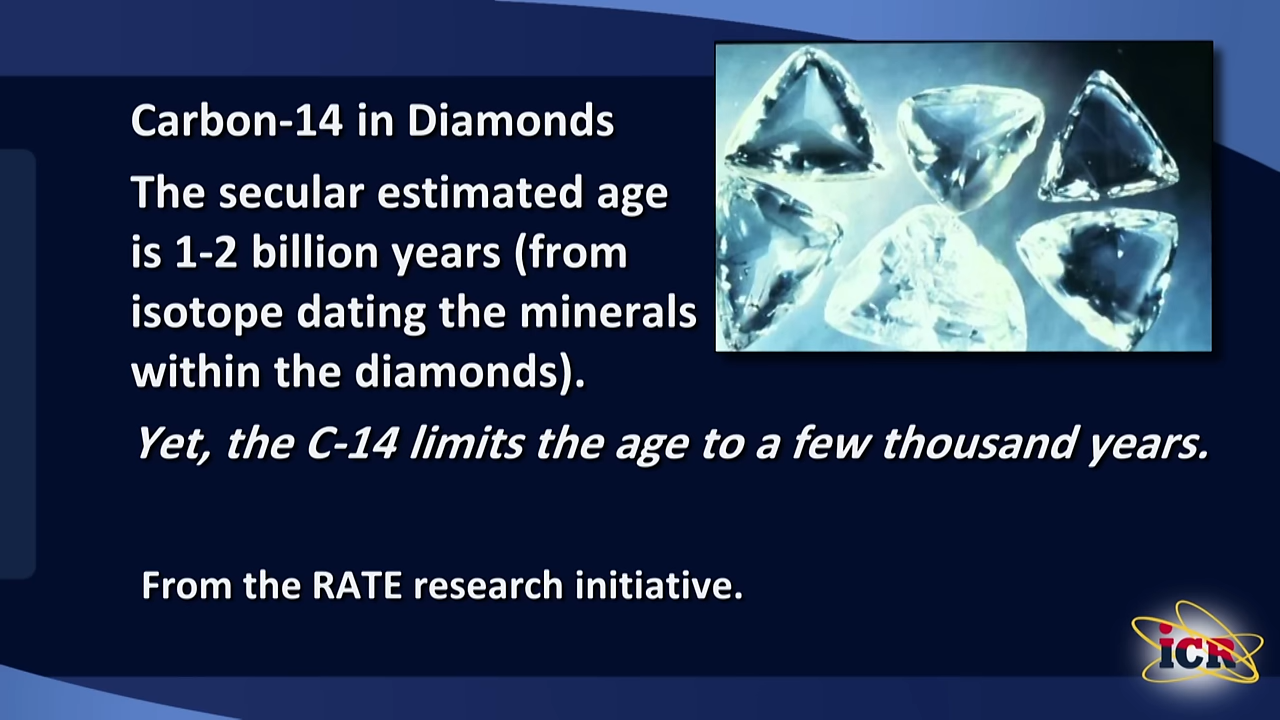 Carbon-14 in Diamonds
The secular estimated age
is 1-2 billion years (from
isotope dating the minerals
within the diamonds).
Yet, the C-14 limits the age to a few thousand years.
From the RATE research initiative.
iCR